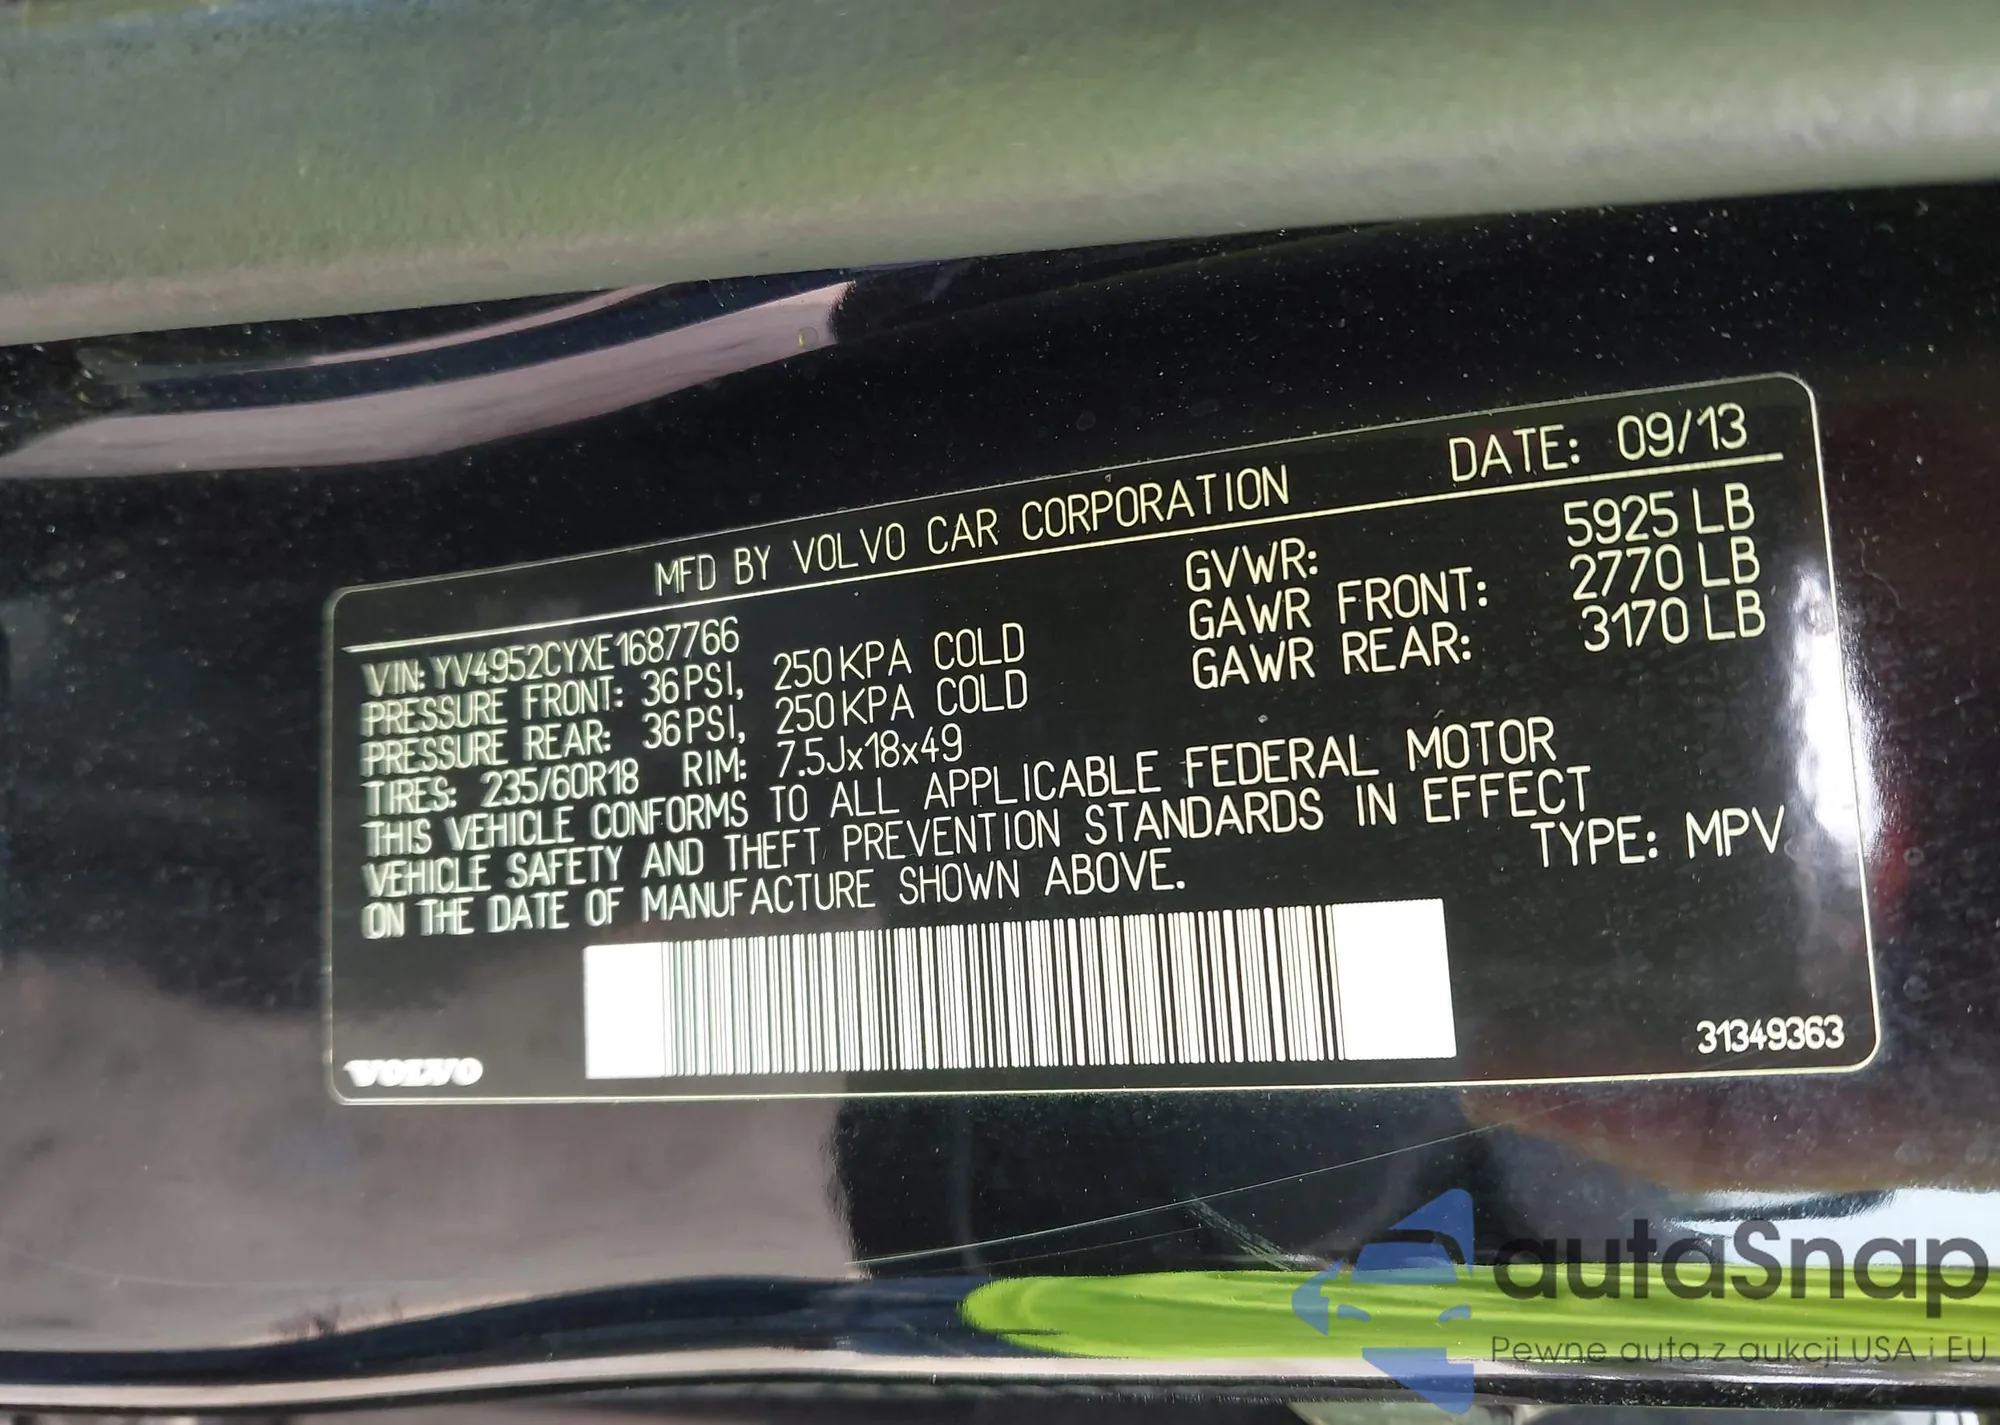 MFD BY VOLVO CAR CORPORATION DATE: 09/13
VIN: YV4952CYXE1687766 GVWR: 5925 LB
PRESSURE FRONT: 36PSI, 250KPA COLD GAWR FRONT: 2770 LB
PRESSURE REAR: 36PSI, 250KPA COLD GAWR REAR: 3170 LB
TIRES: 235/60R18 RIM: 7.5Jx18x49
THIS VEHICLE CONFORMS TO ALL APPLICABLE FEDERAL MOTOR
VEHICLE SAFETY AND THEFT PREVENTION STANDARDS IN EFFECT
ON THE DATE OF MANUFACTURE SHOWN ABOVE. TYPE: MPV
VOLVO 31349363
autaSnap
Pewne auta z aukcji USA i EU